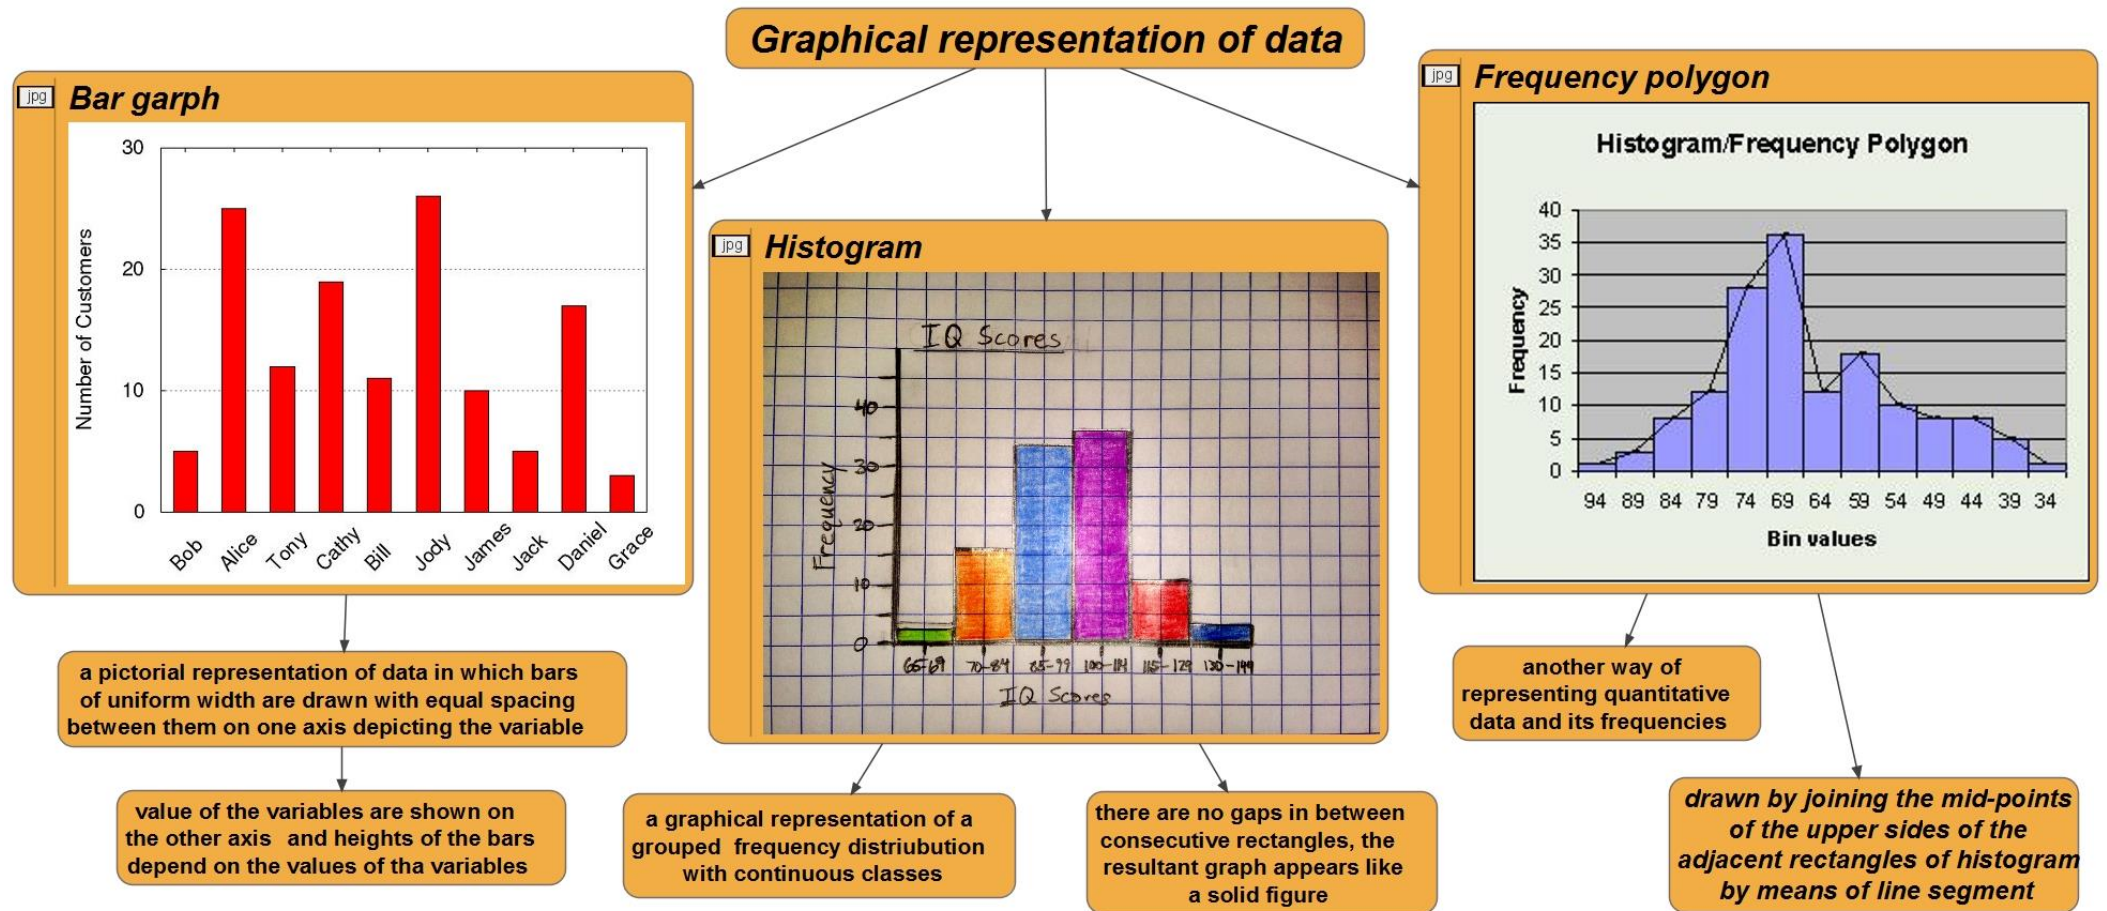 Graphical representation of data
jpg
Bar garph
30
20
10
0
Number of Customers
Bob Alice Tony Cathy Bill Jody James Jack Daniel Grace
a pictorial representation of data in which bars
of uniform width are drawn with equal spacing
between them on one axis depicting the variable
value of the variables are shown on
the other axis and heights of the bars
depend on the values of tha variables
jpg
Histogram
IQ Scores
40
30
20
10
0
Frequency
65-69 70-84 85-99 100-114 115-129 130-144
IQ Scores
a graphical representation of a
grouped frequency distriubution
with continuous classes
there are no gaps in between
consecutive rectangles, the
resultant graph appears like
a solid figure
jpg
Frequency polygon
Histogram/Frequency Polygon
40
35
30
25
20
15
10
5
0
Frequency
94 89 84 79 74 69 64 59 54 49 44 39 34
Bin values
another way of
representing quantitative
data and its frequencies
drawn by joining the mid-points
of the upper sides of the
adjacent rectangles of histogram
by means of line segment